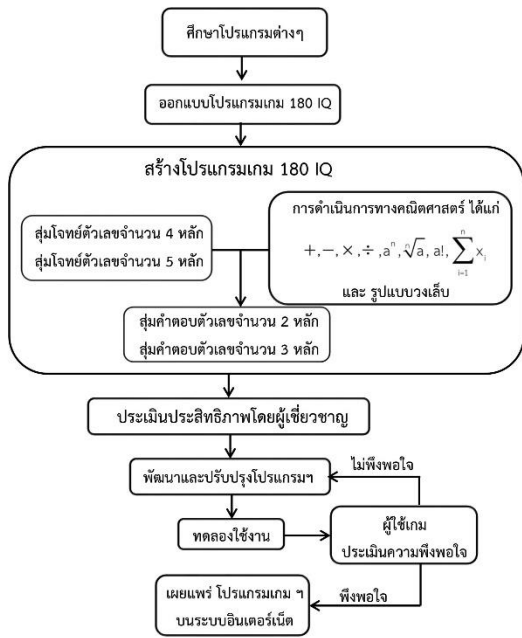 ศึกษาโปรแกรมต่างๆ
ออกแบบโปรแกรมเกม 180 IQ
สร้างโปรแกรมเกม 180 IQ
สุ่มโจทย์ตัวเลขจำนวน 4 หลัก
สุ่มโจทย์ตัวเลขจำนวน 5 หลัก
การดำเนินการทางคณิตศาสตร์ ได้แก่
+,−,×,÷,aⁿ,ⁿ√a, a!, ∑ⁿᵢ₌₁ xᵢ
และ รูปแบบวงเล็บ
สุ่มคำตอบตัวเลขจำนวน 2 หลัก
สุ่มคำตอบตัวเลขจำนวน 3 หลัก
ประเมินประสิทธิภาพโดยผู้เชี่ยวชาญ
พัฒนาและปรับปรุงโปรแกรมฯ
ไม่พึงพอใจ
ทดลองใช้งาน
ผู้ใช้เกม
ประเมินความพึงพอใจ
เผยแพร่ โปรแกรมเกม ฯ
บนระบบอินเตอร์เน็ต
พึงพอใจ